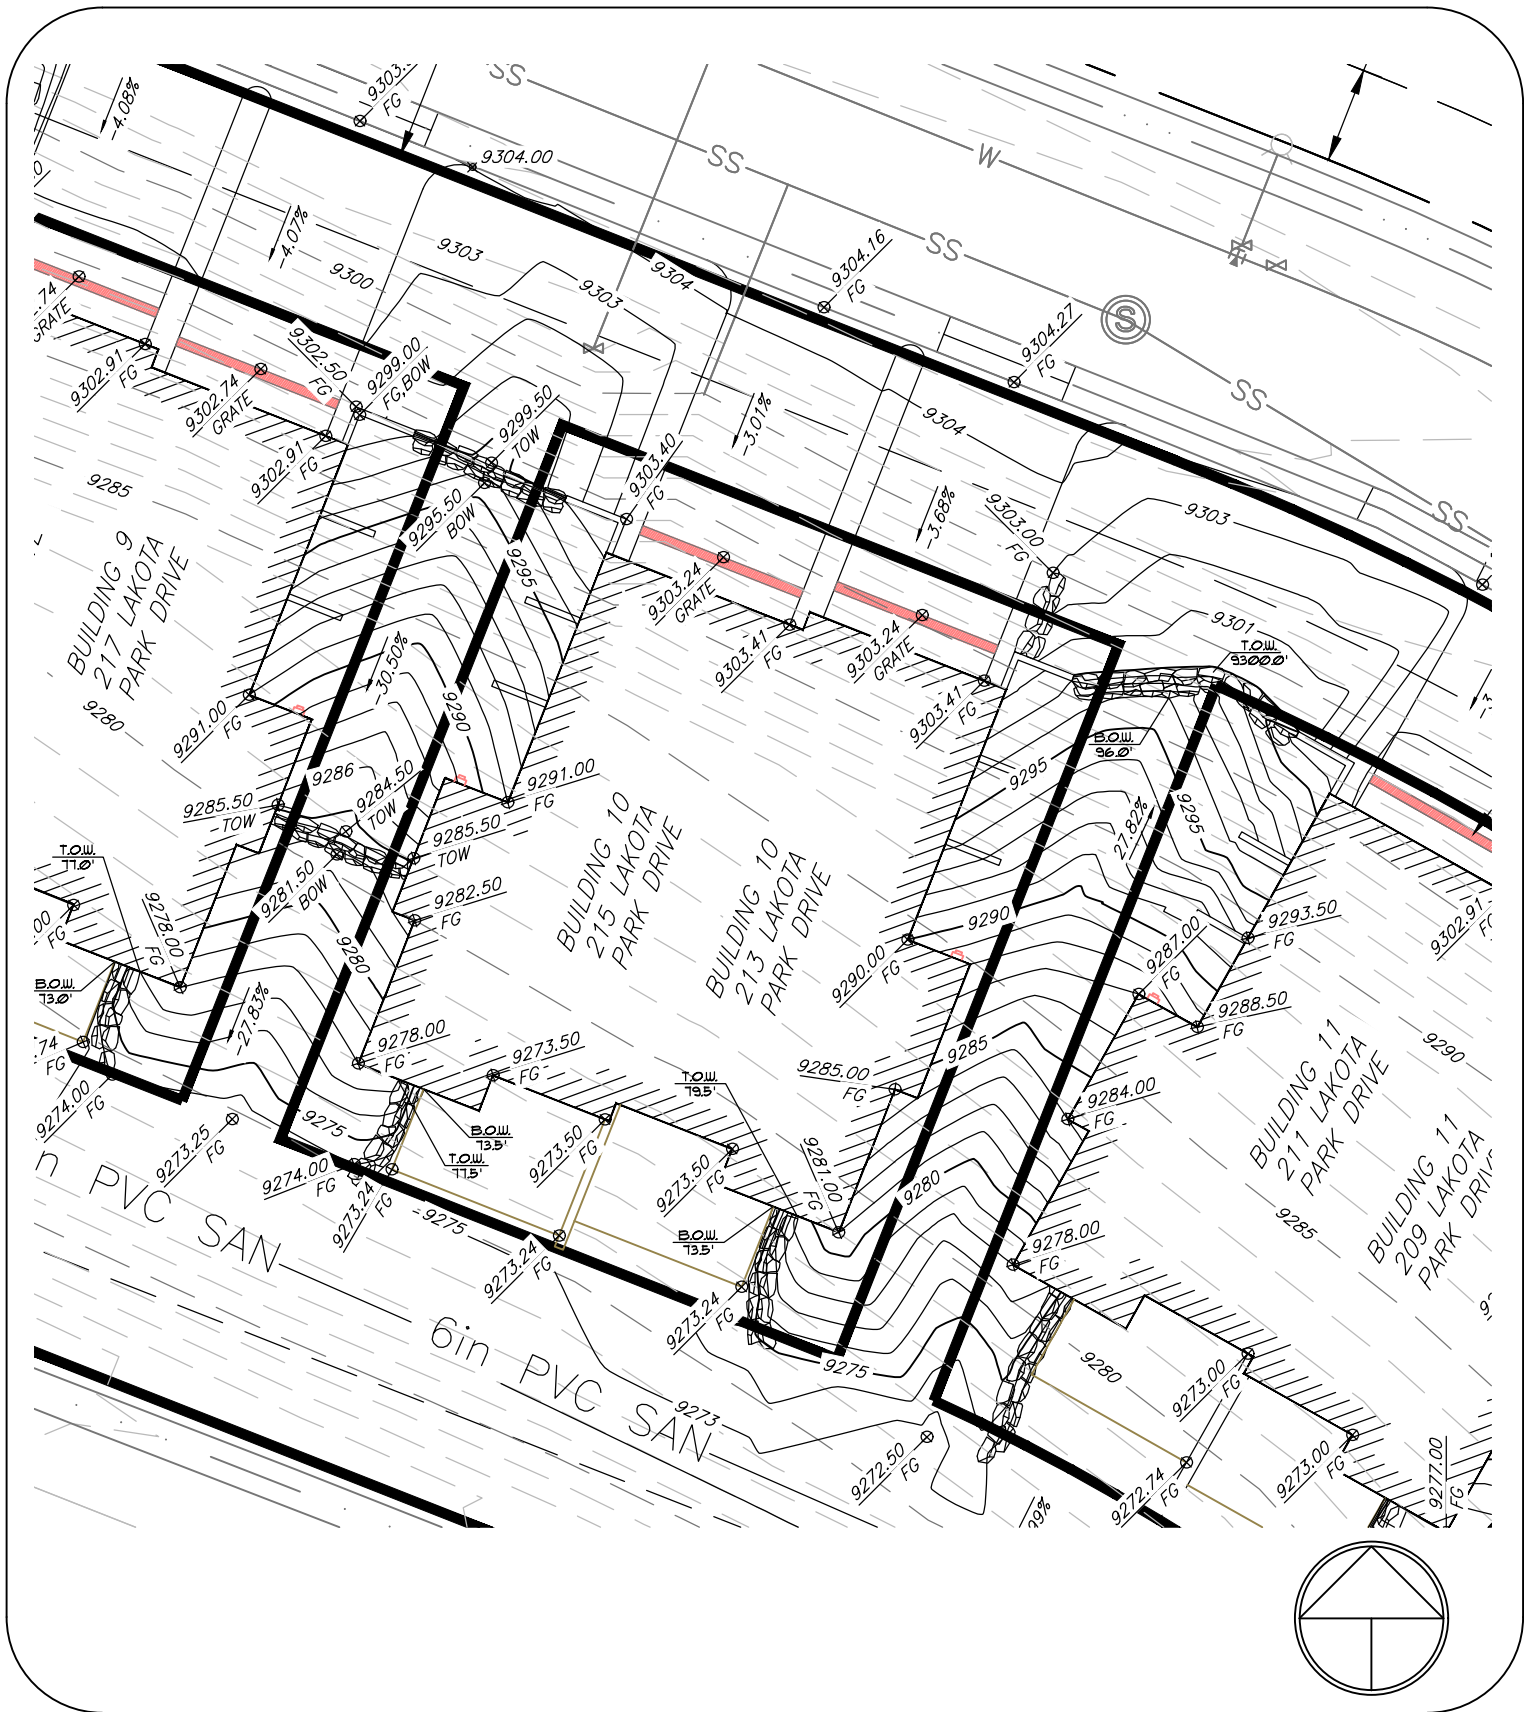 SS
-4.08%
FG
9304.00
SS
W
-4.07%
9303
9300
9304
9304.16
FG
SS
9303
GRATE
9302.91
FG
9302.74
GRATE
9302.50
FG
9299.00
FG,BOW
9304.27
FG
S
SS
9302.91
FG
9299.50
TOW
9303.40
FG
-3.01%
9304
9285
9295.50
BOW
9295
-3.68%
9303.00
FG
9303
SS
BUILDING 9
217 LAKOTA
PARK DRIVE
9303.24
GRATE
9303.41
FG
9303.24
GRATE
9301
T.O.W.
9300.0'
-30.50%
9280
9291.00
FG
9290
9303.41
FG
B.O.W.
96.0'
9295
9295
9286
9284.50
TOW
9291.00
FG
9285.50
TOW
27.82%
T.O.W.
77.0'
9285.50
TOW
BUILDING 10
215 LAKOTA
PARK DRIVE
BUILDING 10
213 LAKOTA
PARK DRIVE
9281.50
BOW
9282.50
FG
9278.00
FG
9280
9290
9293.50
FG
9302.91
9287.00
FG
9290.00
FG
B.O.W.
73.0'
9288.50
FG
-27.83%
FG
9278.00
FG
9273.50
FG
9285
9290
T.O.W.
79.5'
9285.00
FG
9284.00
FG
9274.00
FG
9275
B.O.W.
73.5'
T.O.W.
77.5'
9273.50
FG
BUILDING 11
211 LAKOTA
PARK DRIVE
BUILDING 11
209 LAKOTA
PARK DRIVE
9273.25
FG
9274.00
FG
9273.50
FG
9281.00
FG
9280
9273.24
FG
9275
B.O.W.
73.5'
9285
n PVC SAN
9273.24
FG
9278.00
FG
9273.24
FG
6in PVC SAN
9275
9280
9273
9273.00
FG
9272.50
FG
9272.74
FG
9273.00
FG
9277.00
FG